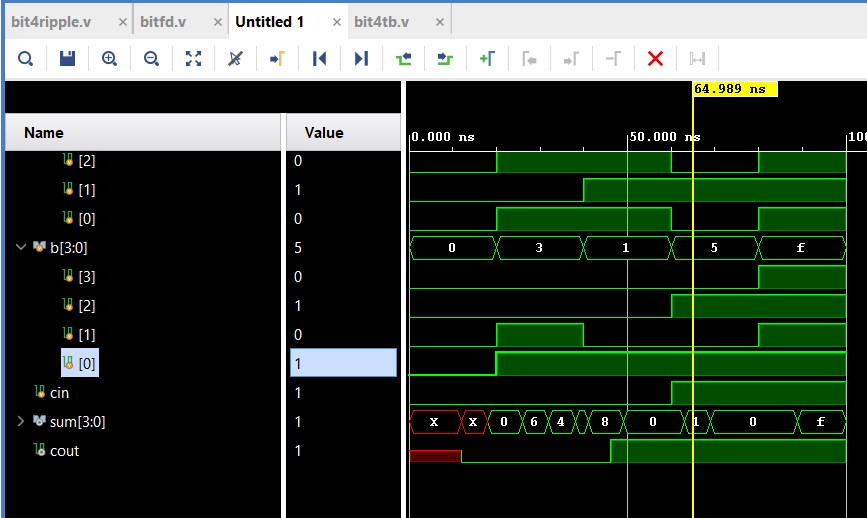 bit4ripple.v × bitfd.v × Untitled 1 × bit4tb.v ×
64.989 ns
Name Value 0.000 ns 50.000 ns 100
[2] 0
[1] 1
[0] 0
b[3:0] 5 0 3 1 5 f
[3] 0
[2] 1
[1] 0
[0] 1
cin 1
sum[3:0] 1 X X 0 6 4 8 0 1 0 f
cout 1